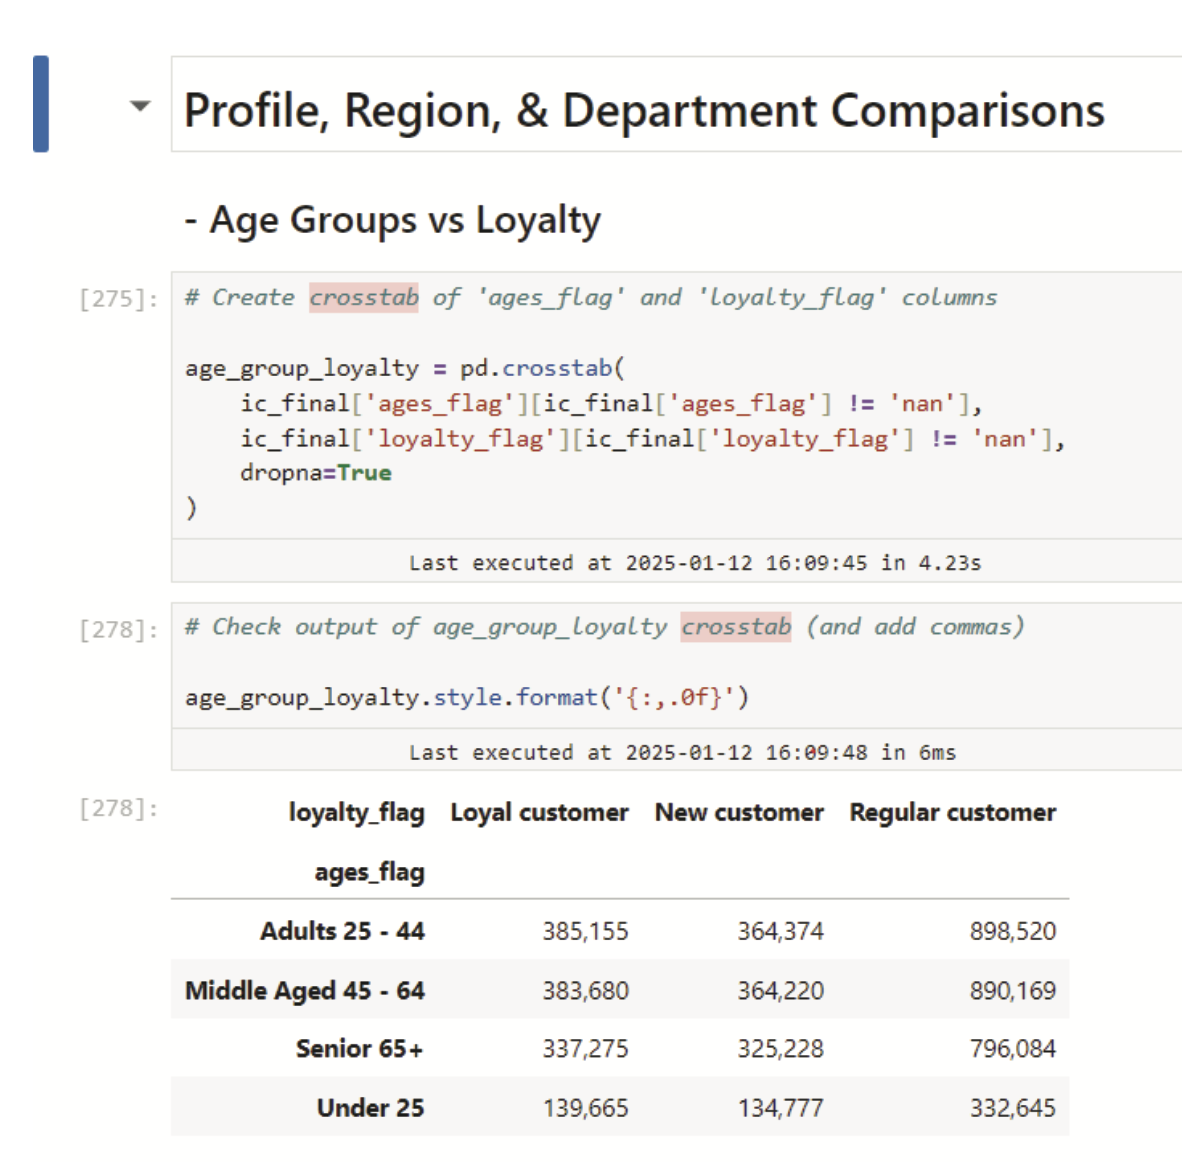 Profile, Region, & Department Comparisons
- Age Groups vs Loyalty
[275]:
# Create crosstab of 'ages_flag' and 'loyalty_flag' columns
age_group_loyalty = pd.crosstab(
    ic_final['ages_flag'][ic_final['ages_flag'] != 'nan'],
    ic_final['loyalty_flag'][ic_final['loyalty_flag'] != 'nan'],
    dropna=True
)
Last executed at 2025-01-12 16:09:45 in 4.23s
[278]:
# Check output of age_group_loyalty crosstab (and add commas)
age_group_loyalty.style.format('{:,.0f}')
Last executed at 2025-01-12 16:09:48 in 6ms
[278]:
loyalty_flag Loyal customer New customer Regular customer
ages_flag
Adults 25 - 44 385,155 364,374 898,520
Middle Aged 45 - 64 383,680 364,220 890,169
Senior 65+ 337,275 325,228 796,084
Under 25 139,665 134,777 332,645